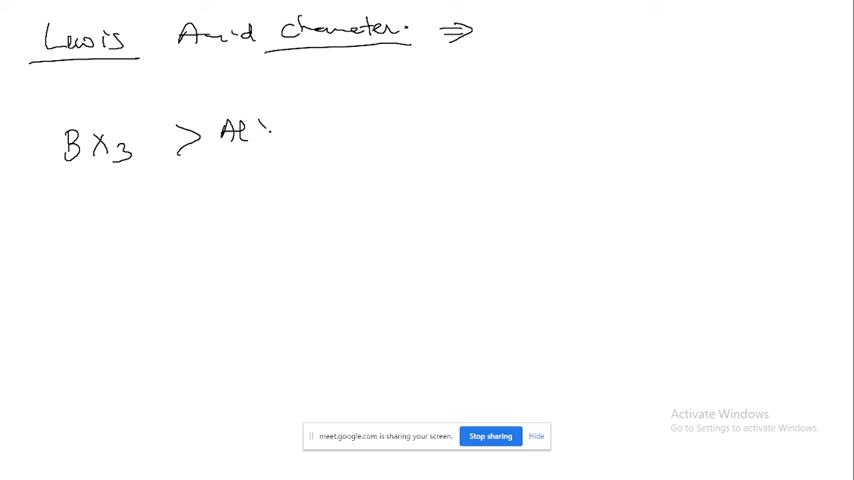 Lewis Acid character. ⇒
BX3 > Al
Activate Windows
Go to Settings to activate Windows.
meet.google.com is sharing your screen. Stop sharing Hide